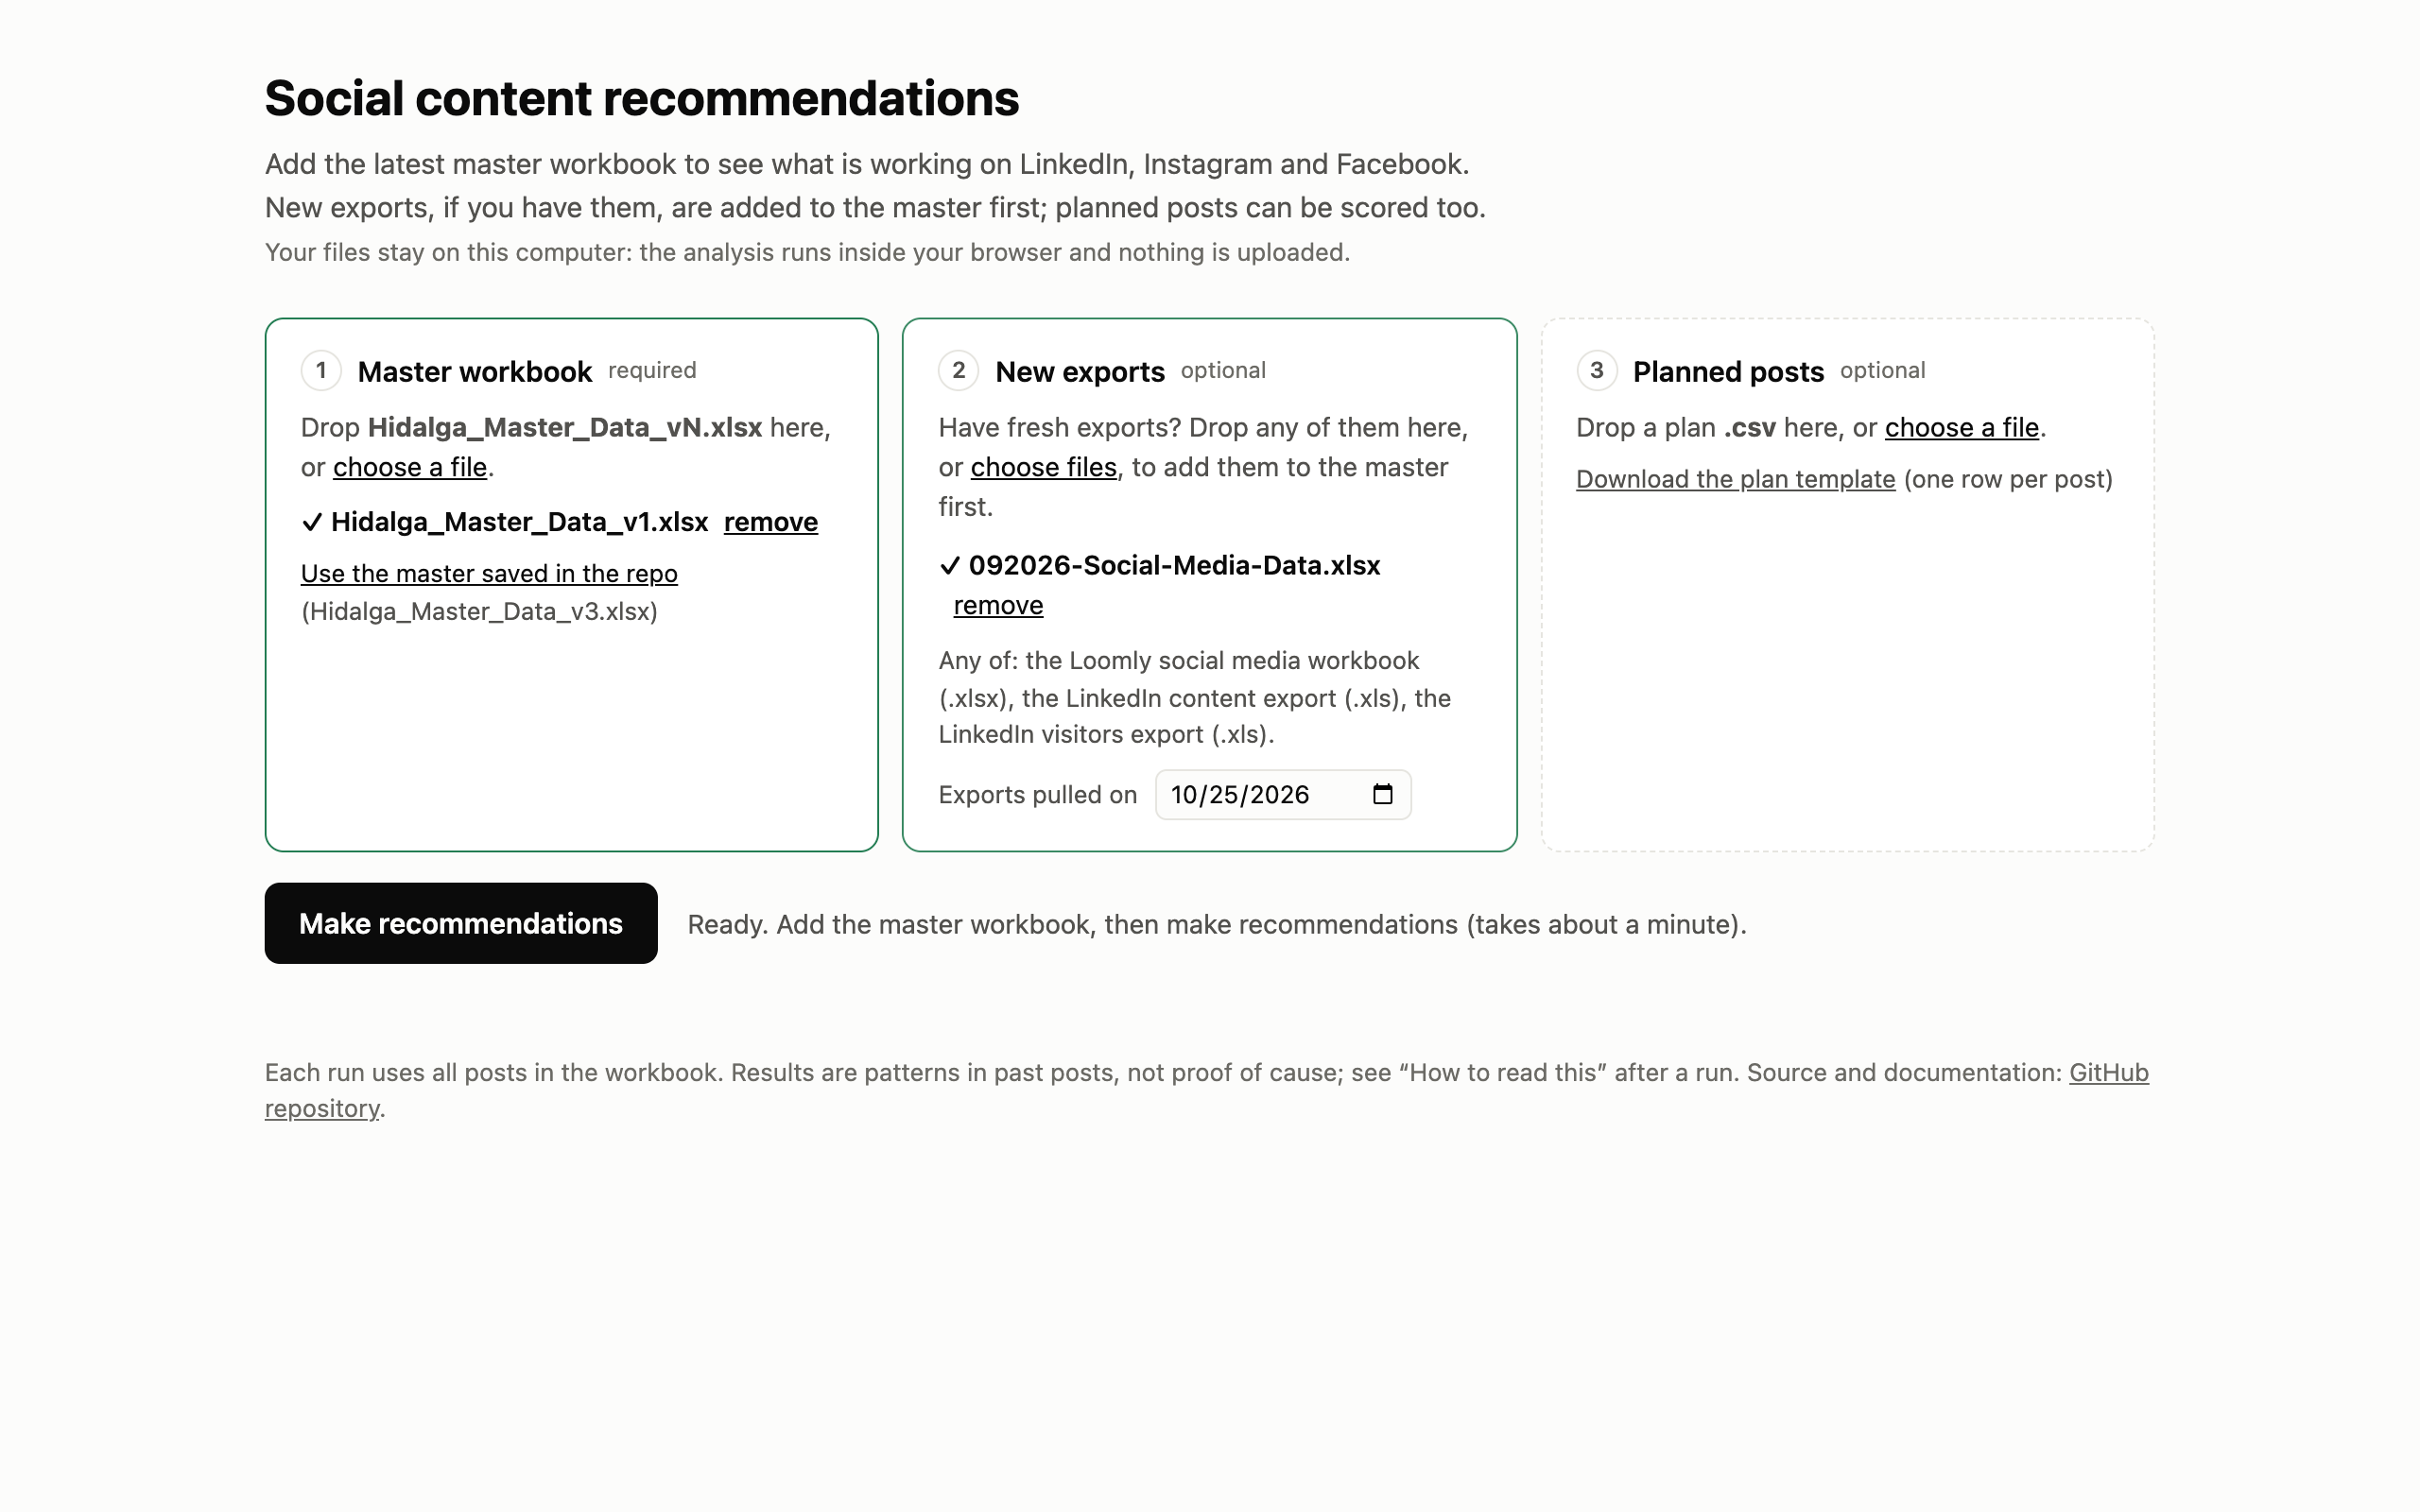 Social content recommendations
Add the latest master workbook to see what is working on LinkedIn, Instagram and Facebook.
New exports, if you have them, are added to the master first; planned posts can be scored too.
Your files stay on this computer: the analysis runs inside your browser and nothing is uploaded.
1 Master workbook required
Drop Hidalga_Master_Data_vN.xlsx here,
or choose a file.
✓ Hidalga_Master_Data_v1.xlsx remove
Use the master saved in the repo
(Hidalga_Master_Data_v3.xlsx)
2 New exports optional
Have fresh exports? Drop any of them here,
or choose files, to add them to the master
first.
✓ 092026-Social-Media-Data.xlsx
remove
Any of: the Loomly social media workbook
(.xlsx), the LinkedIn content export (.xls), the
LinkedIn visitors export (.xls).
Exports pulled on 10/25/2026
3 Planned posts optional
Drop a plan .csv here, or choose a file.
Download the plan template (one row per post)
Make recommendations Ready. Add the master workbook, then make recommendations (takes about a minute).
Each run uses all posts in the workbook. Results are patterns in past posts, not proof of cause; see “How to read this” after a run. Source and documentation: GitHub
repository.